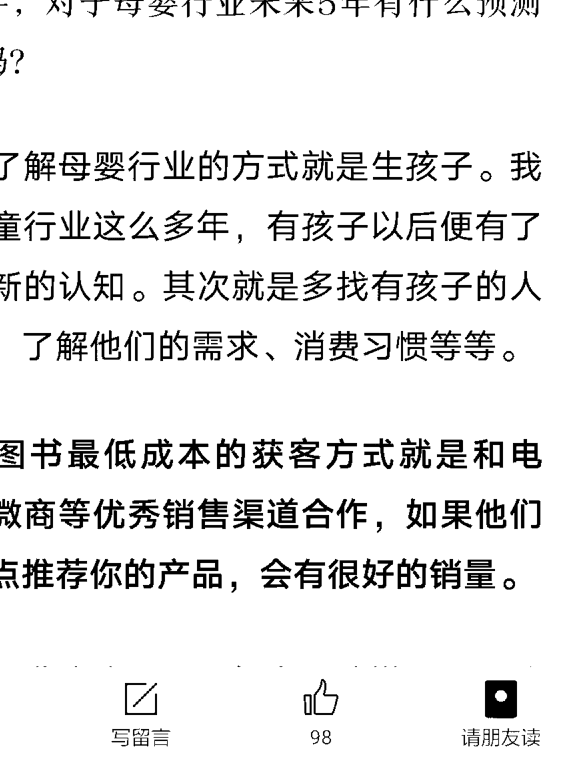 ，对于母婴行业未来5年有什么预测
吗？
了解母婴行业的方式就是生孩子。我
童行业这么多年，有孩子以后便有了
新的认知。其次就是多找有孩子的人
了解他们的需求、消费习惯等等。
图书最低成本的获客方式就是和电
微商等优秀销售渠道合作，如果他们
点推荐你的产品，会有很好的销量。
写留言
98
请朋友读